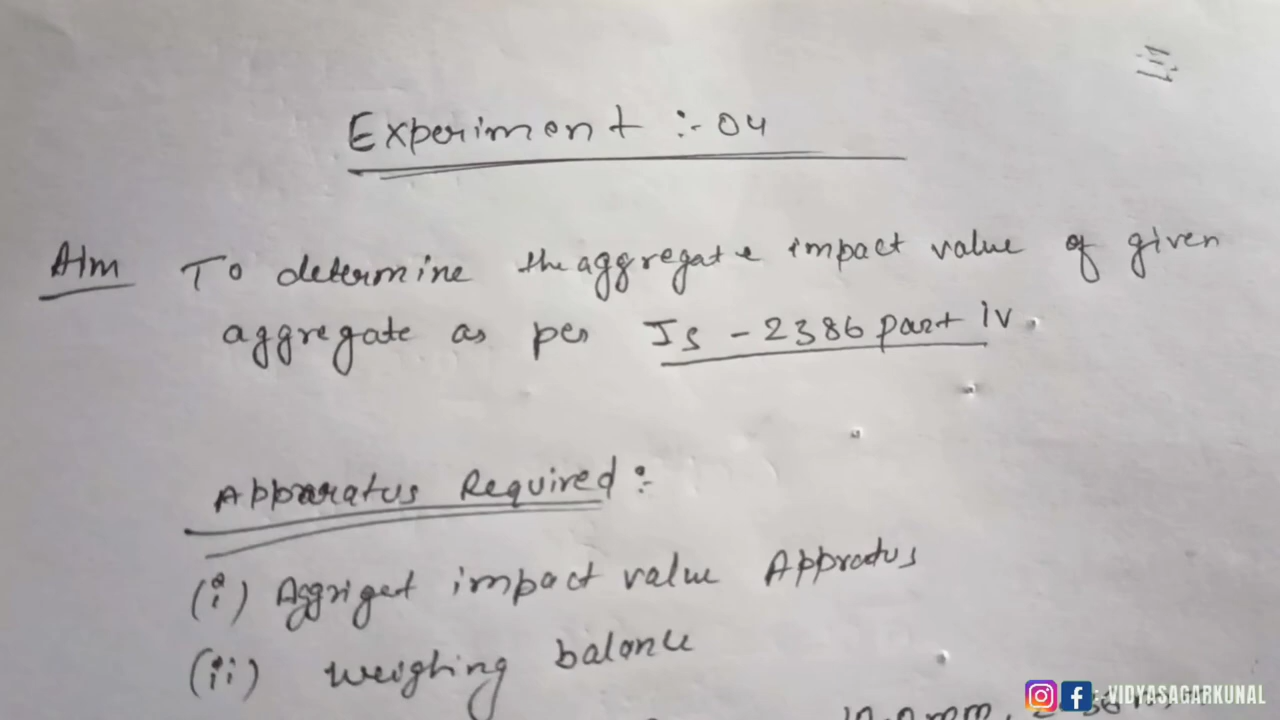 Experiment :- 04
Aim To determine the aggregate impact value of given
aggregate as per IS - 2386 part IV.
Apparatus Required :-
(i) Aggriget impact value Appratus
(ii) weighing balance
: VIDYASAGARKUNAL